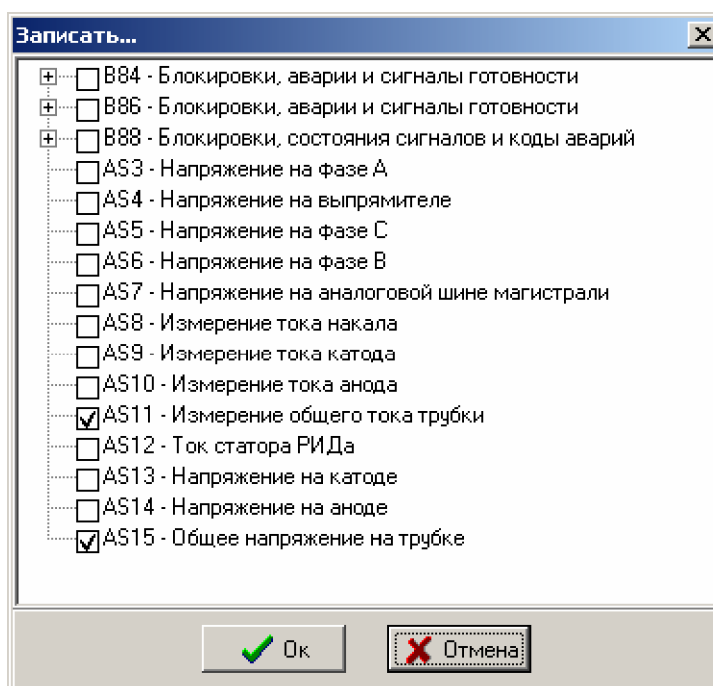 Записать...
B84 - Блокировки, аварии и сигналы готовности
B86 - Блокировки, аварии и сигналы готовности
B88 - Блокировки, состояния сигналов и коды аварий
AS3 - Напряжение на фазе A
AS4 - Напряжение на выпрямителе
AS5 - Напряжение на фазе C
AS6 - Напряжение на фазе B
AS7 - Напряжение на аналоговой шине магистрали
AS8 - Измерение тока накала
AS9 - Измерение тока катода
AS10 - Измерение тока анода
AS11 - Измерение общего тока трубки
AS12 - Ток статора РИДа
AS13 - Напряжение на катоде
AS14 - Напряжение на аноде
AS15 - Общее напряжение на трубке
Ок Отмена